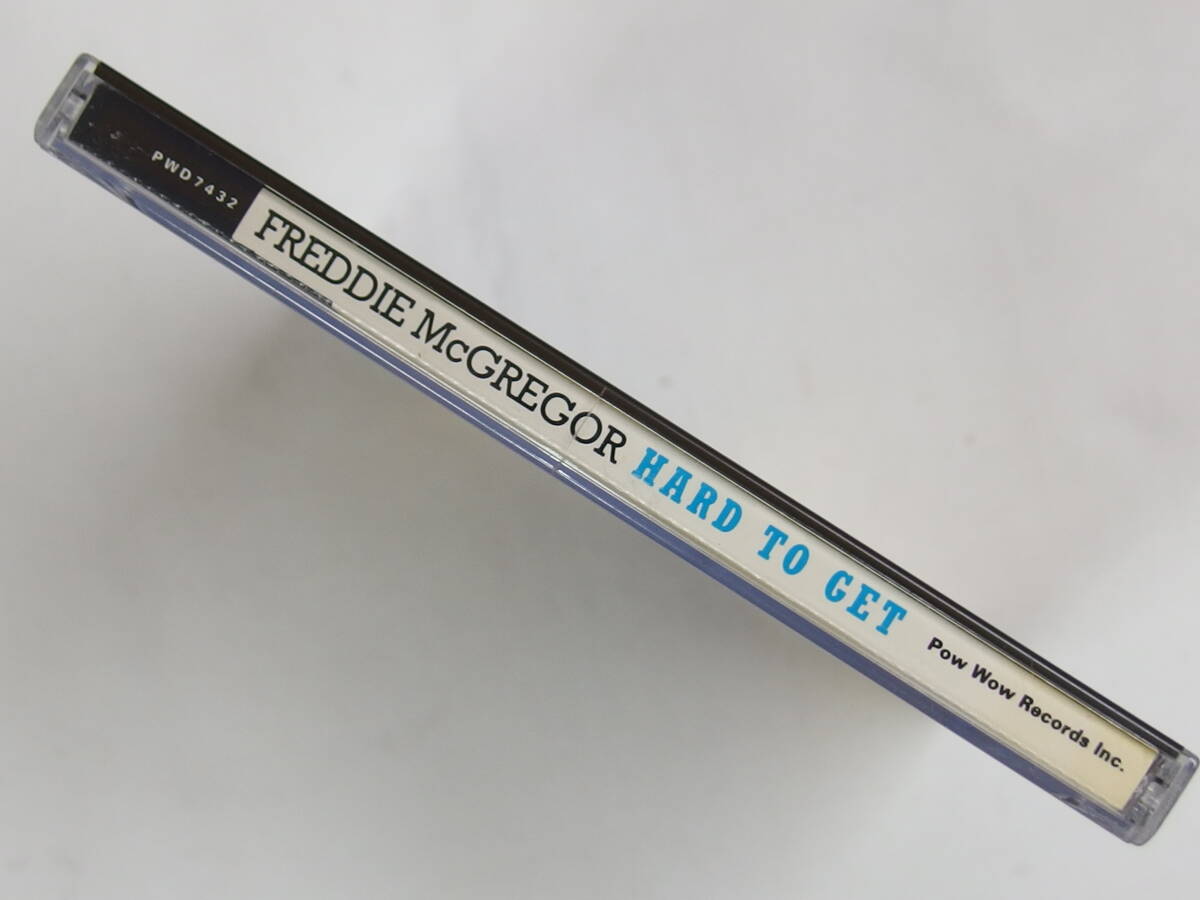 PWD7432 FREDDIE McGREGOR HARD TO GET Pow Wow Records Inc.